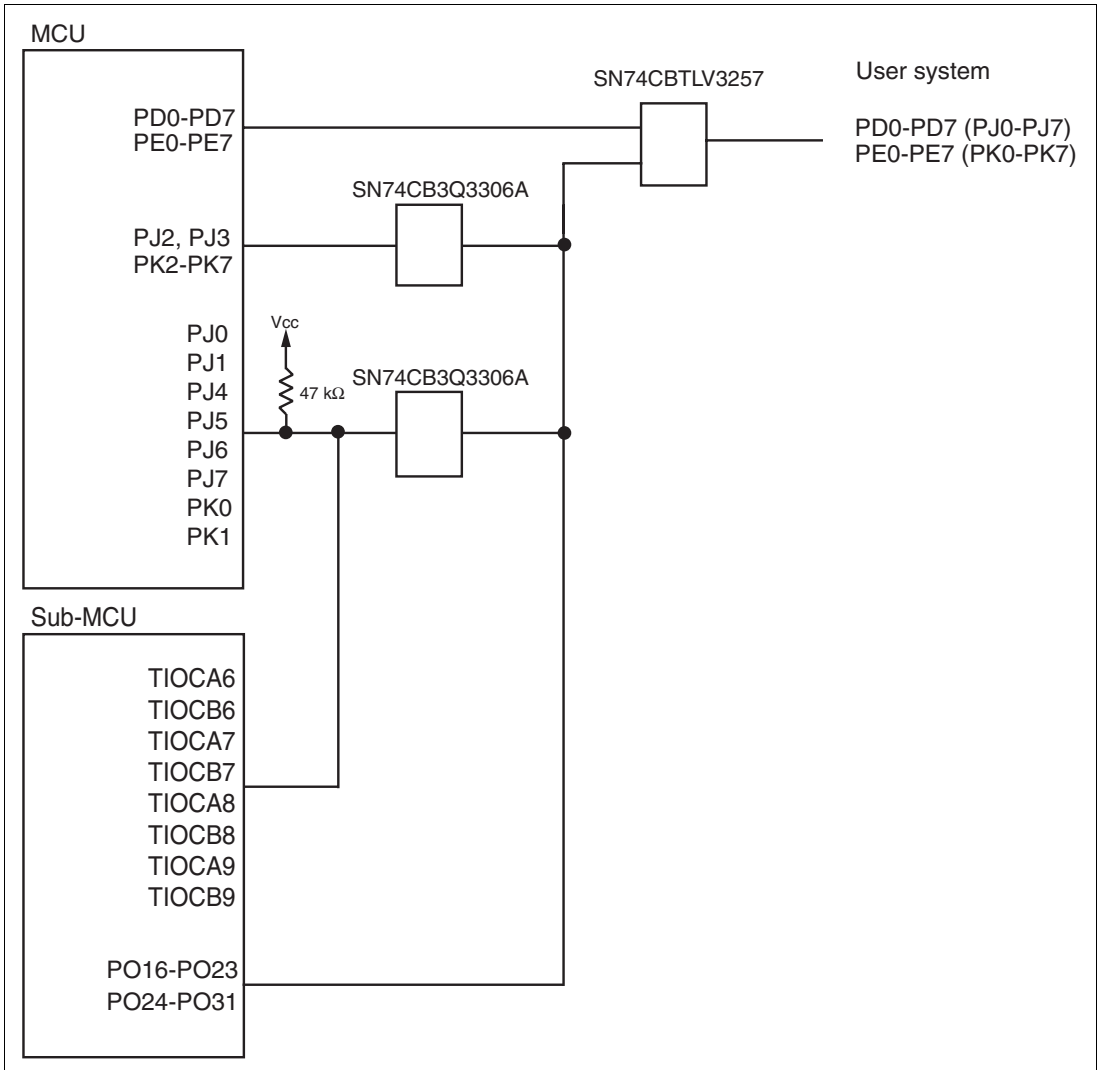 MCU
SN74CBTLV3257
User system
PD0-PD7
PE0-PE7
PD0-PD7 (PJ0-PJ7)
PE0-PE7 (PK0-PK7)
SN74CB3Q3306A
PJ2, PJ3
PK2-PK7
PJ0
PJ1
PJ4
PJ5
PJ6
PJ7
PK0
PK1
Vcc
47 kΩ
SN74CB3Q3306A
Sub-MCU
TIOCA6
TIOCB6
TIOCA7
TIOCB7
TIOCA8
TIOCB8
TIOCA9
TIOCB9
PO16-PO23
PO24-PO31